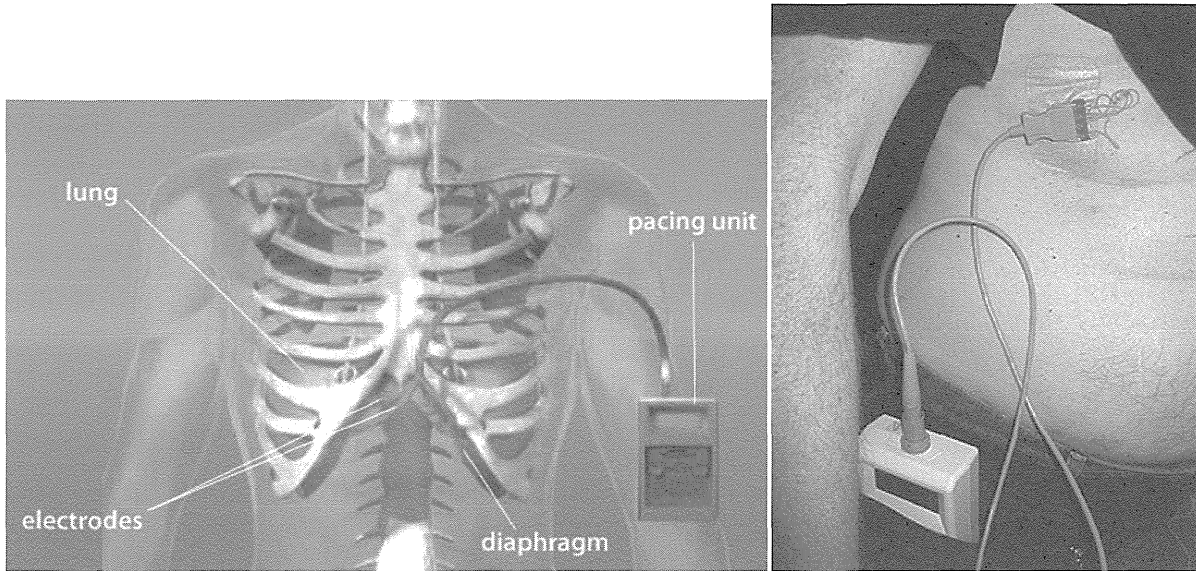 lung
pacing unit
electrodes
diaphragm